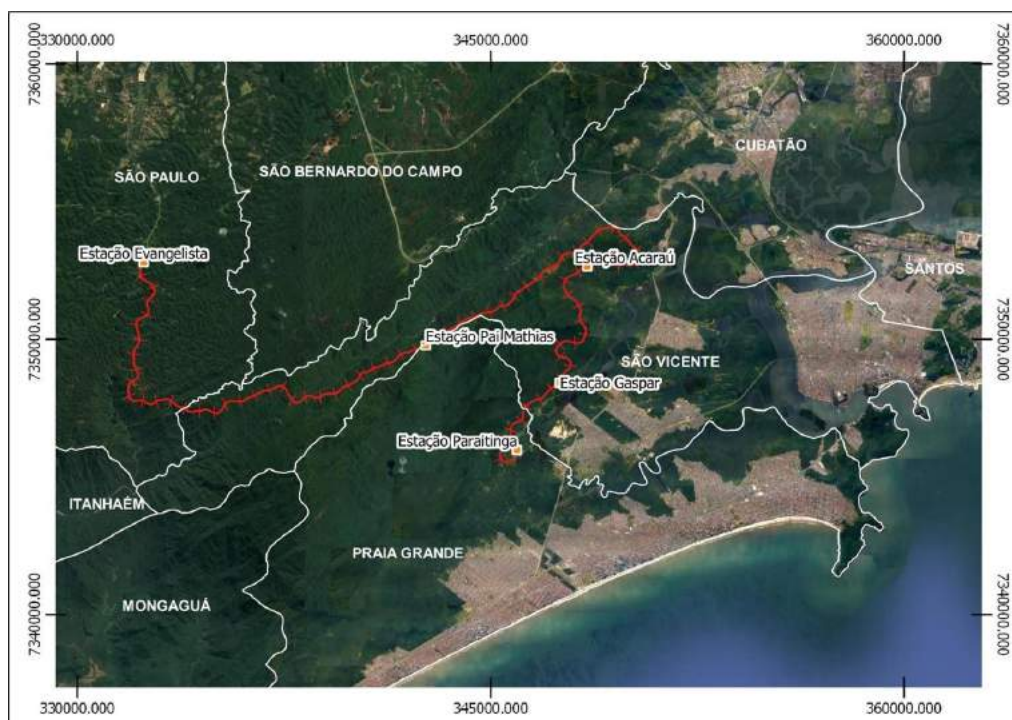 330000.000
345000.000
360000.000
7360000.000
7360000.000
CUBATÃO
SÃO PAULO
SÃO BERNARDO DO CAMPO
Estação Evangelista
Estação Acaraú
SANTOS
7350000.000
Estação Pai Mathias
7350000.000
SÃO VICENTE
Estação Gaspar
Estação Paraitinga
ITANHAÉM
PRAIA GRANDE
MONGAGUÁ
7340000.000
7340000.000
330000.000
345000.000
360000.000